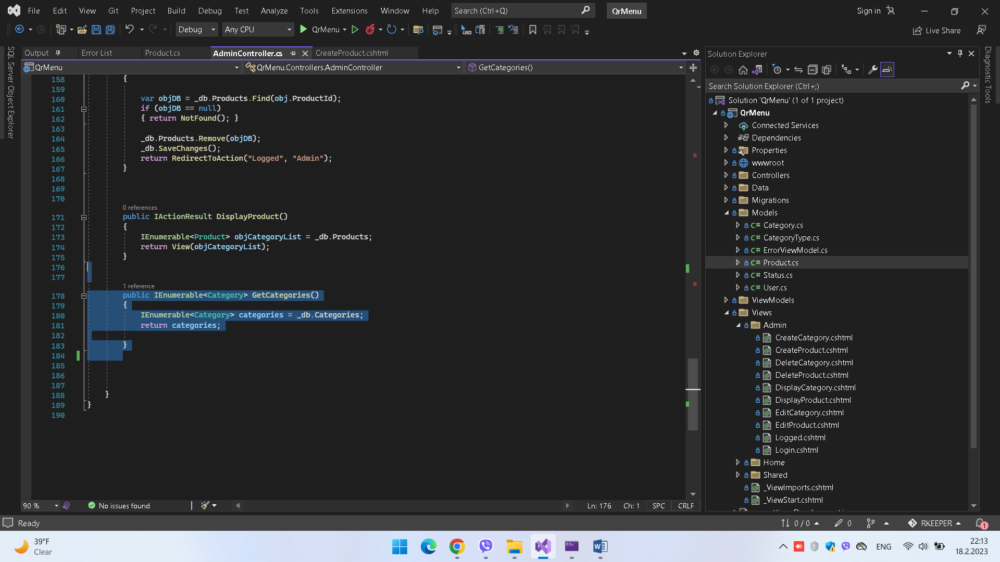 File Edit View Git Project Build Debug Test Analyze Tools Extensions Window Help Search (Ctrl+Q) QrMenu Sign in
Debug Any CPU QrMenu Live Share
SQL Server Object Explorer
Output Error List Product.cs AdminController.cs CreateProduct.cshtml
QrMenu QrMenu.Controllers.AdminController GetCategories()
158 {
159
160 var objDB = _db.Products.Find(obj.ProductId);
161 if (objDB == null)
162 { return NotFound(); }
163
164 _db.Products.Remove(objDB);
165 _db.SaveChanges();
166 return RedirectToAction("Logged", "Admin");
167 }
168
169
170
0 references
171 public IActionResult DisplayProduct()
172 {
173 IEnumerable<Product> objCategoryList = _db.Products;
174 return View(objCategoryList);
175 }
176
177
1 reference
178 public IEnumerable<Category> GetCategories()
179 {
180 IEnumerable<Category> categories = _db.Categories;
181 return categories;
182
183 }
184
185
186
187
188 }
189 }
190
90 % No issues found Ln: 176 Ch: 1 SPC CRLF
Solution Explorer
Search Solution Explorer (Ctrl+;)
Solution 'QrMenu' (1 of 1 project)
QrMenu
Connected Services
Dependencies
Properties
wwwroot
Controllers
Data
Migrations
Models
C# Category.cs
C# CategoryType.cs
C# ErrorViewModel.cs
C# Product.cs
C# Status.cs
C# User.cs
ViewModels
Views
Admin
CreateCategory.cshtml
CreateProduct.cshtml
DeleteCategory.cshtml
DeleteProduct.cshtml
DisplayCategory.cshtml
DisplayProduct.cshtml
EditCategory.cshtml
EditProduct.cshtml
Logged.cshtml
Login.cshtml
Home
Shared
_ViewImports.cshtml
_ViewStart.cshtml
Diagnostic Tools
Ready 0 / 0 0 RKEEPER 1
39°F
Clear
ENG
22:13
18.2.2023